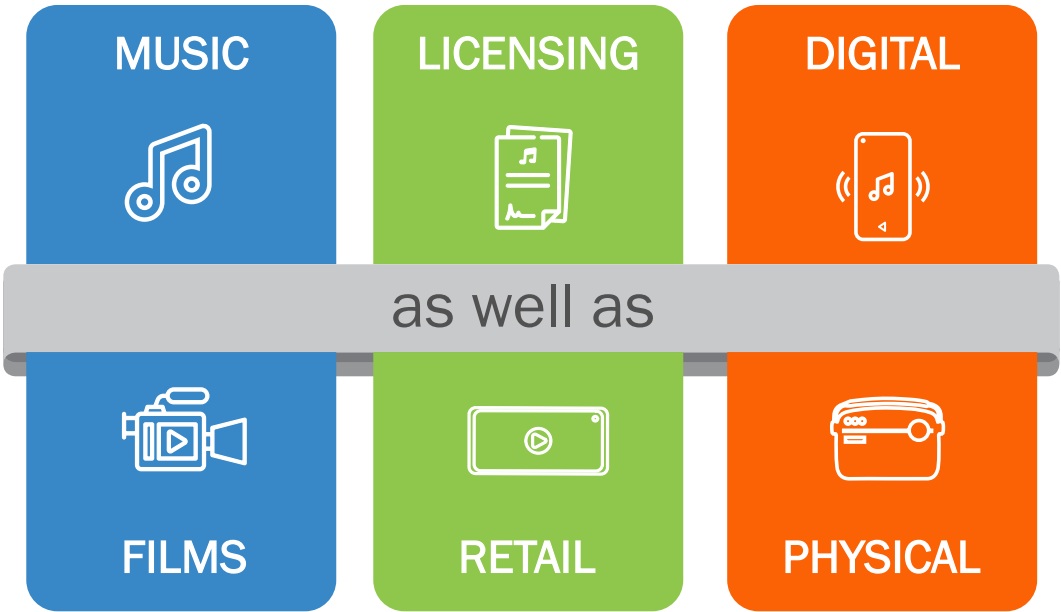 MUSIC
LICENSING
DIGITAL
as well as
FILMS
RETAIL
PHYSICAL